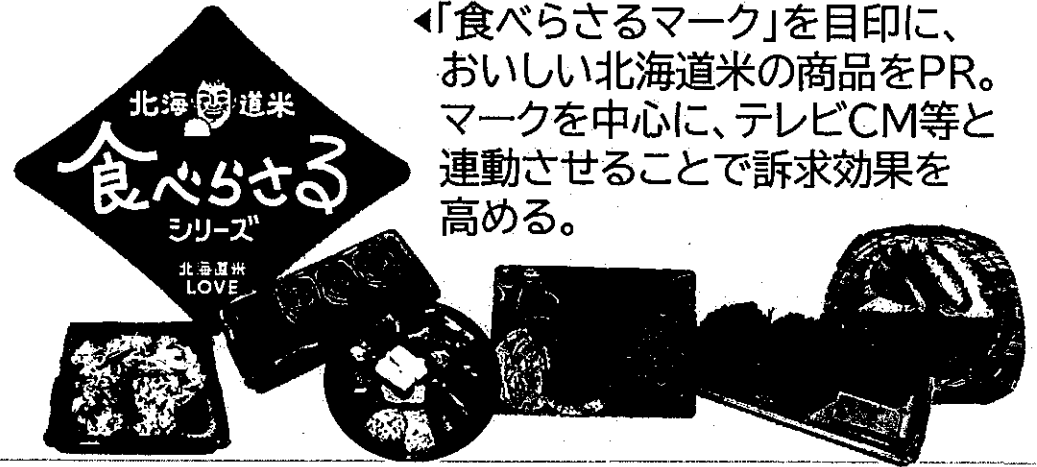 ◀「食べらさるマーク」を目印に、
おいしい北海道米の商品をPR。
マークを中心に、テレビCM等と
連動させることで訴求効果を
高める。
北海道米
食べらさる
シリーズ
北海道米
LOVE